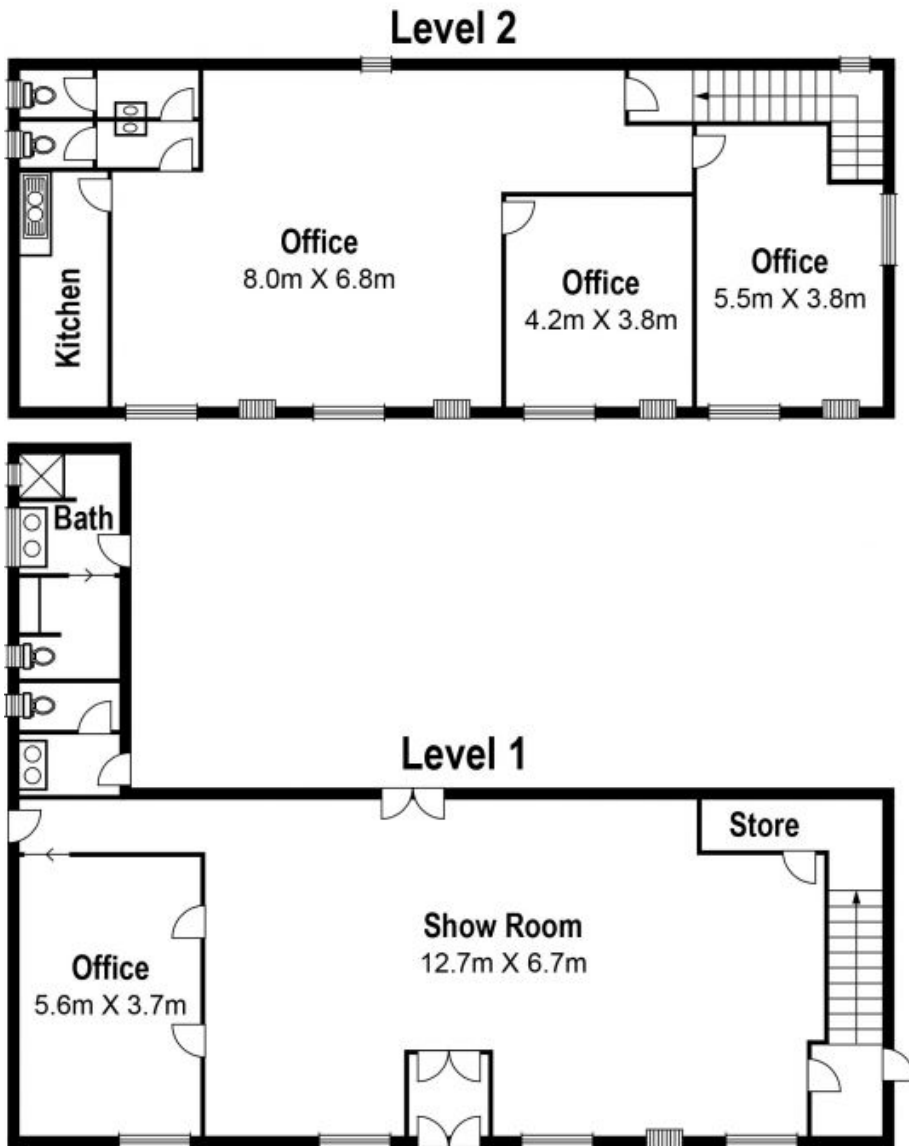 Level 2
Office
8.0m X 6.8m
Office
4.2m X 3.8m
Office
5.5m X 3.8m
Kitchen
Bath
Level 1
Store
Show Room
12.7m X 6.7m
Office
5.6m X 3.7m